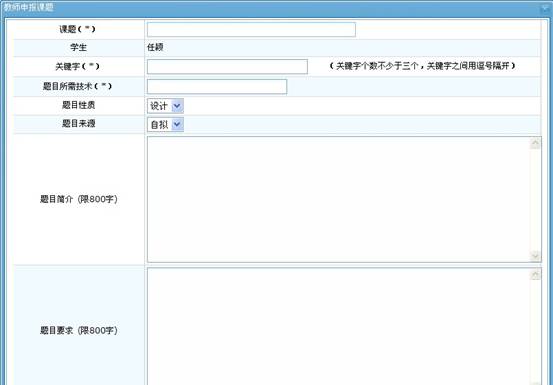 教师申报课题
课题(*)
学生 任颖
关键字(*) (关键字个数不少于三个,关键字之间用逗号隔开)
题目所需技术(*)
题目性质 设计
题目来源 自拟
题目简介 (限800字)
题目要求 (限800字)